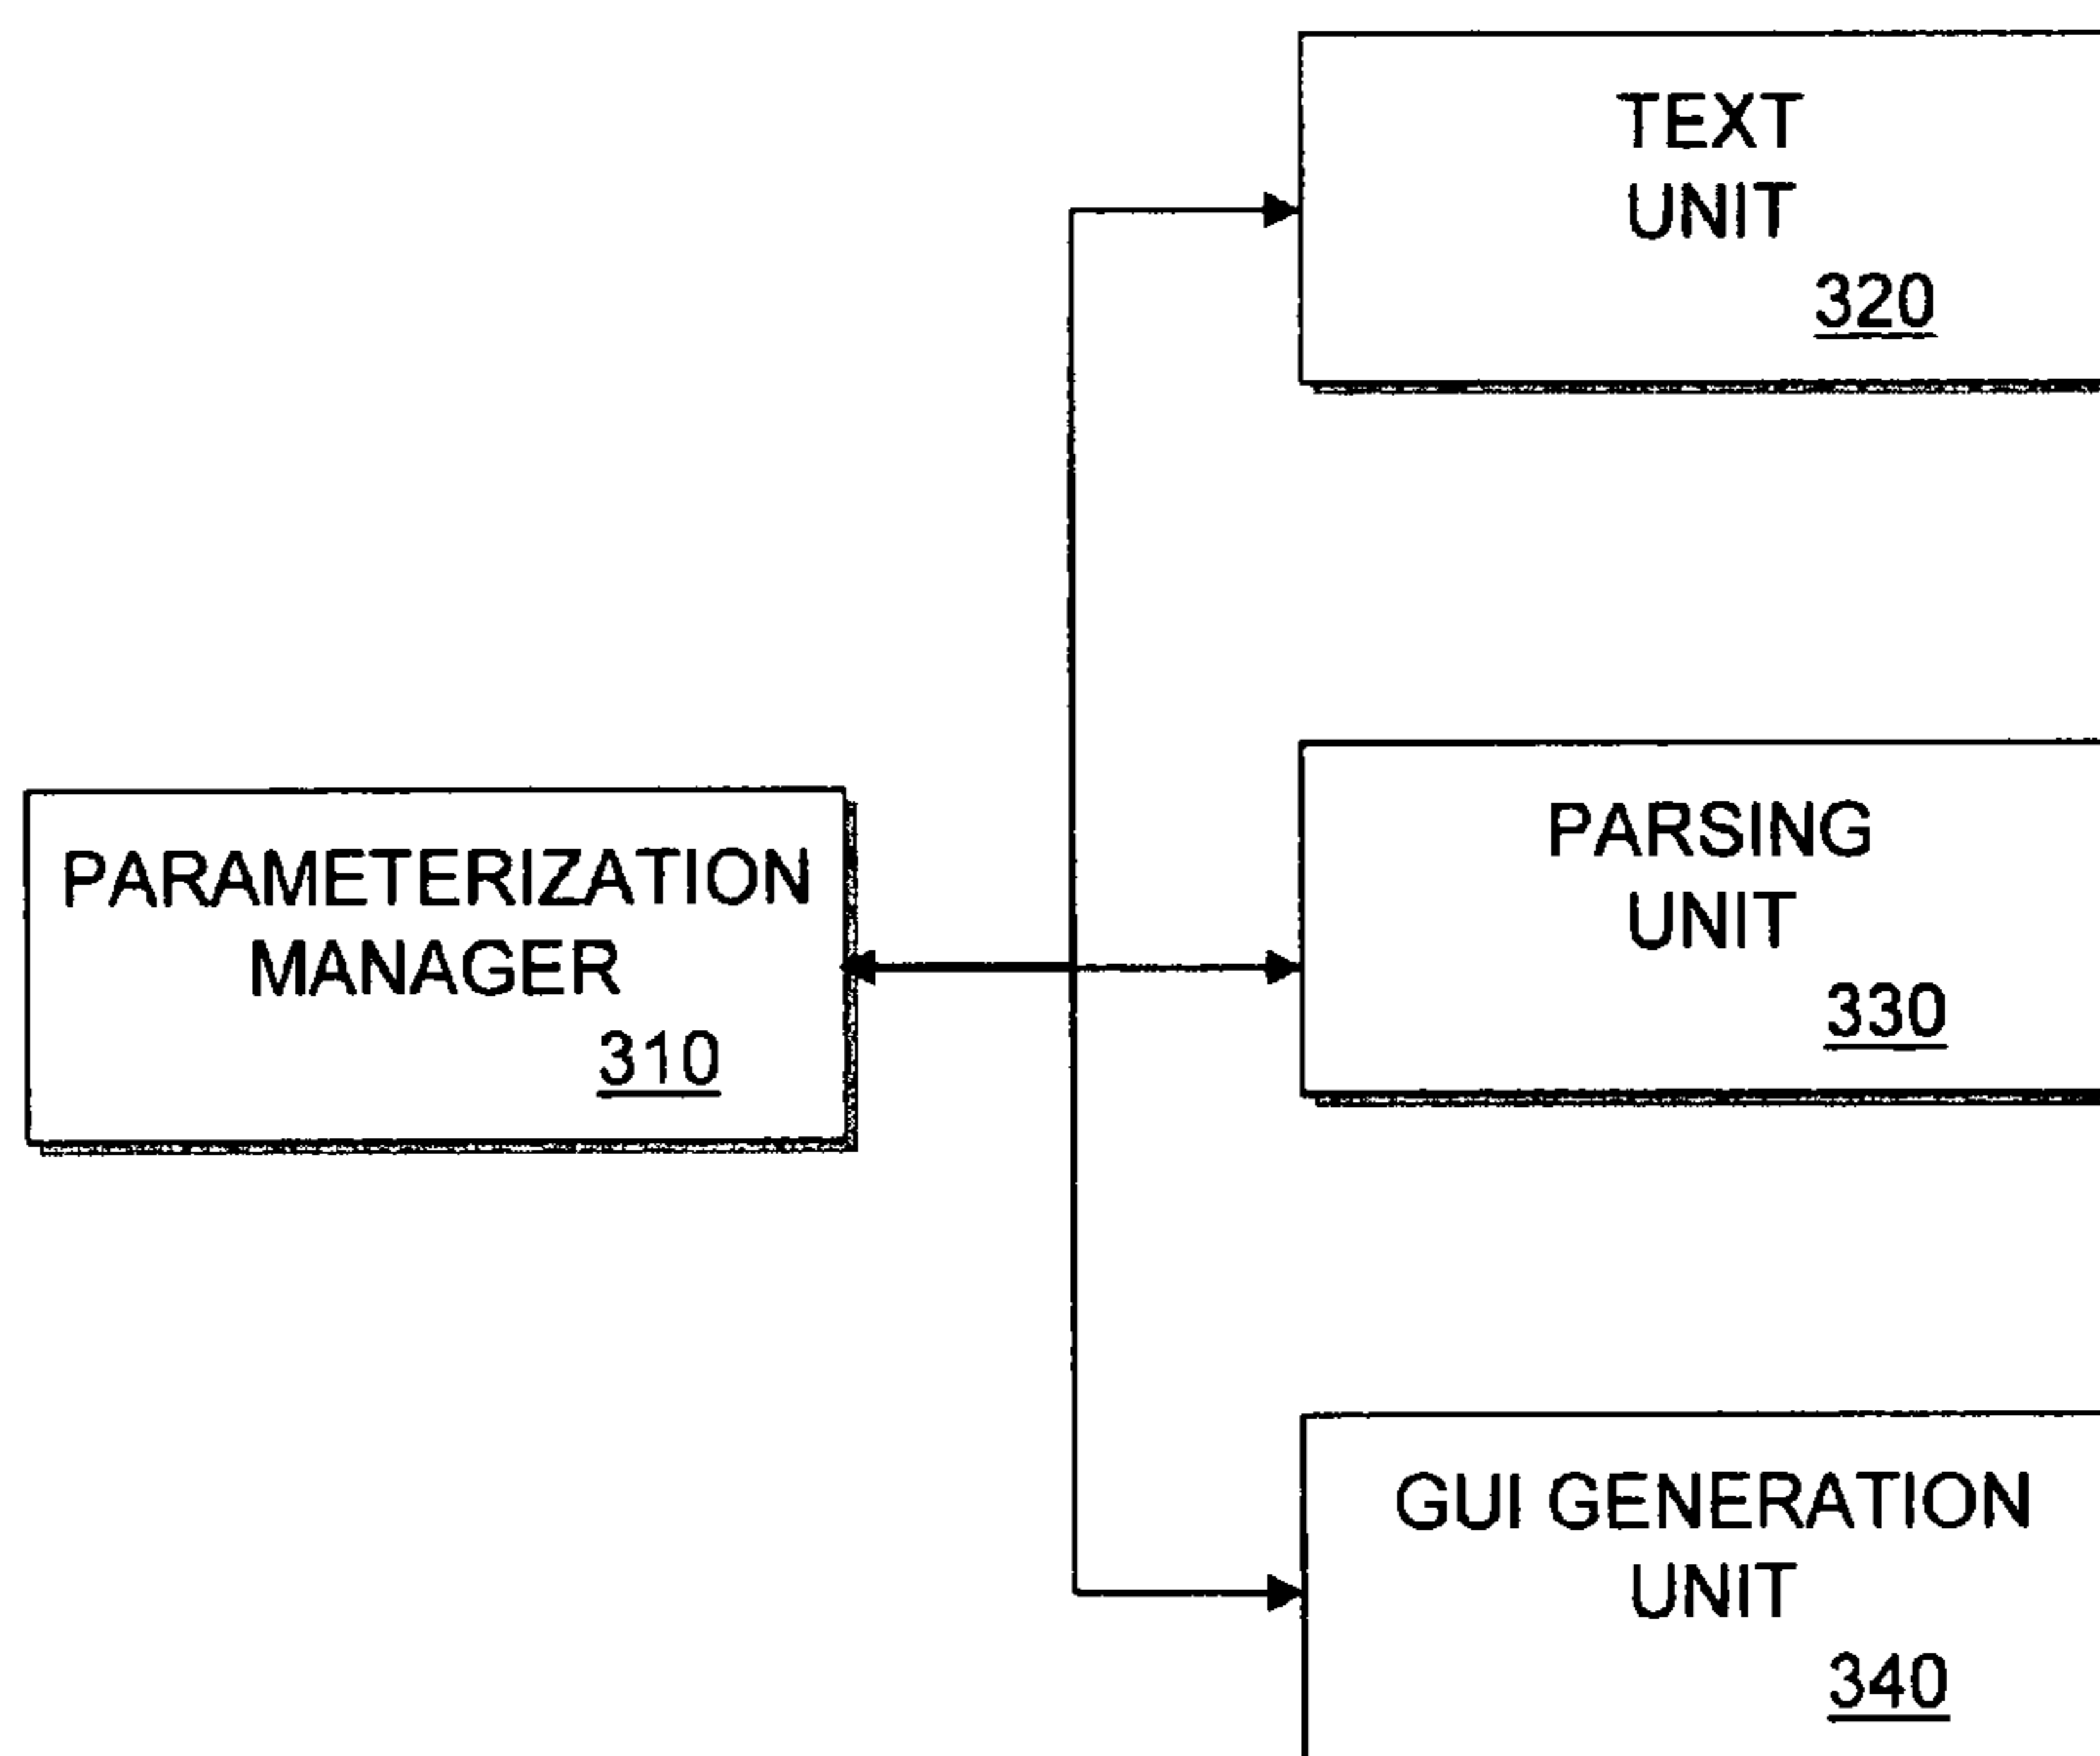 TEXT
UNIT
320
PARAMETERIZATION
MANAGER
310
PARSING
UNIT
330
GUI GENERATION
UNIT
340